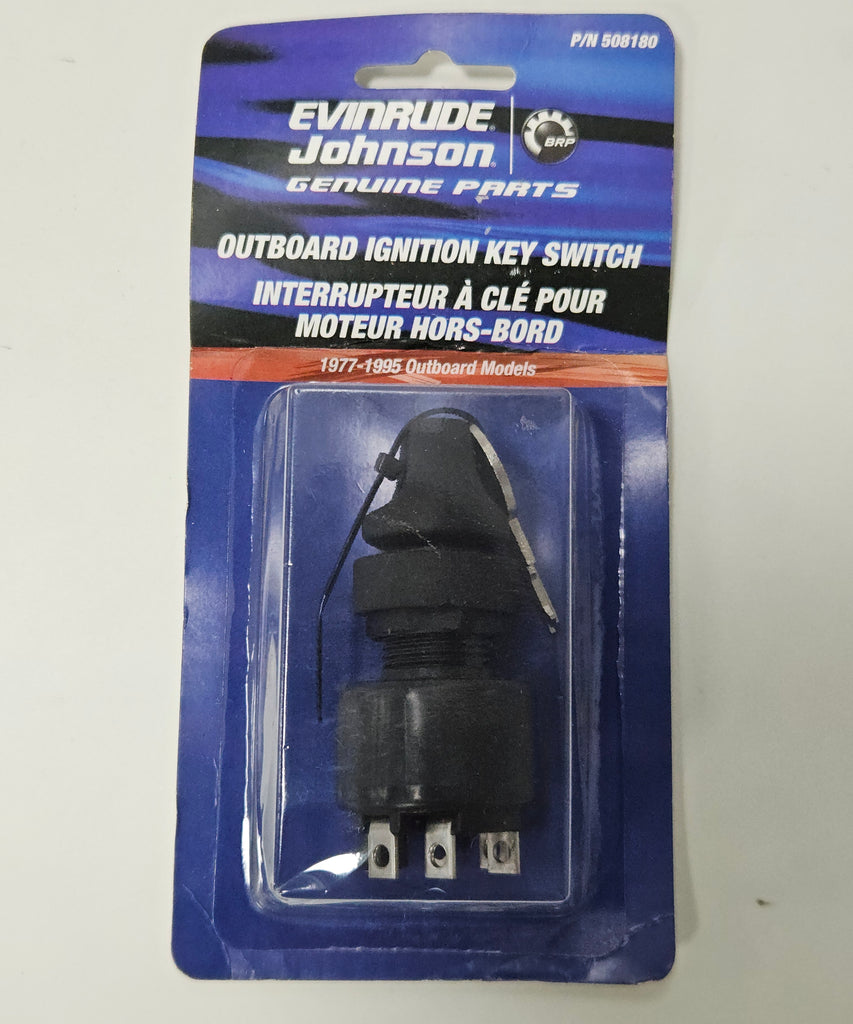 P/N 508180
EVINRUDE®
Johnson®
BRP
GENUINE PARTS
OUTBOARD IGNITION KEY SWITCH
INTERRUPTEUR À CLÉ POUR
MOTEUR HORS-BORD
1977-1995 Outboard Models